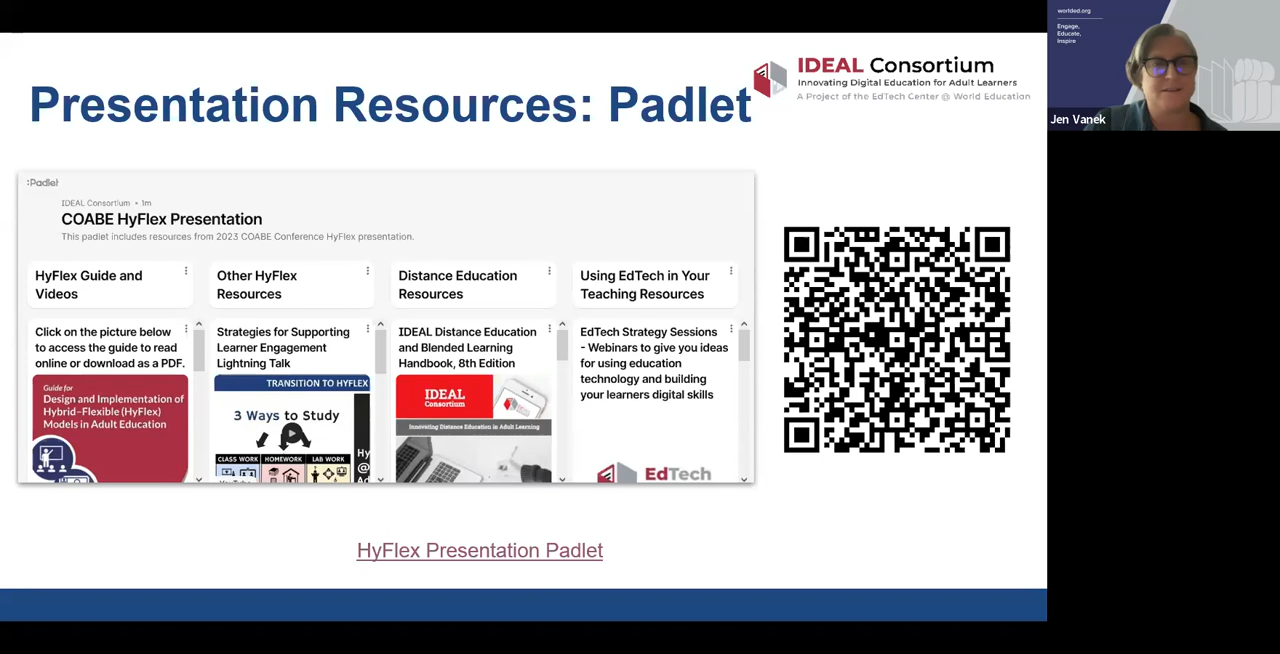 Presentation Resources: Padlet
IDEAL Consortium
Innovating Digital Education for Adult Learners
A Project of the EdTech Center @ World Education
worlded.org
Engage,
Educate,
Inspire
Jen Vanek
:Padlet
IDEAL Consortium • 1m
COABE HyFlex Presentation
This padlet includes resources from 2023 COABE Conference HyFlex presentation.
HyFlex Guide and
Videos
Click on the picture below
to access the guide to read
online or download as a PDF.
Guide for
Design and Implementation of
Hybrid–Flexible (HyFlex)
Models in Adult Education
Other HyFlex
Resources
Strategies for Supporting
Learner Engagement
Lightning Talk
TRANSITION TO HYFLEX
3 Ways to Study
CLASS WORK HOMEWORK LAB WORK
Hy
@
Distance Education
Resources
IDEAL Distance Education
and Blended Learning
Handbook, 8th Edition
IDEAL
Consortium
Innovating Distance Education in Adult Learning
Using EdTech in Your
Teaching Resources
EdTech Strategy Sessions
- Webinars to give you ideas
for using education
technology and building
your learners digital skills
EdTech
HyFlex Presentation Padlet